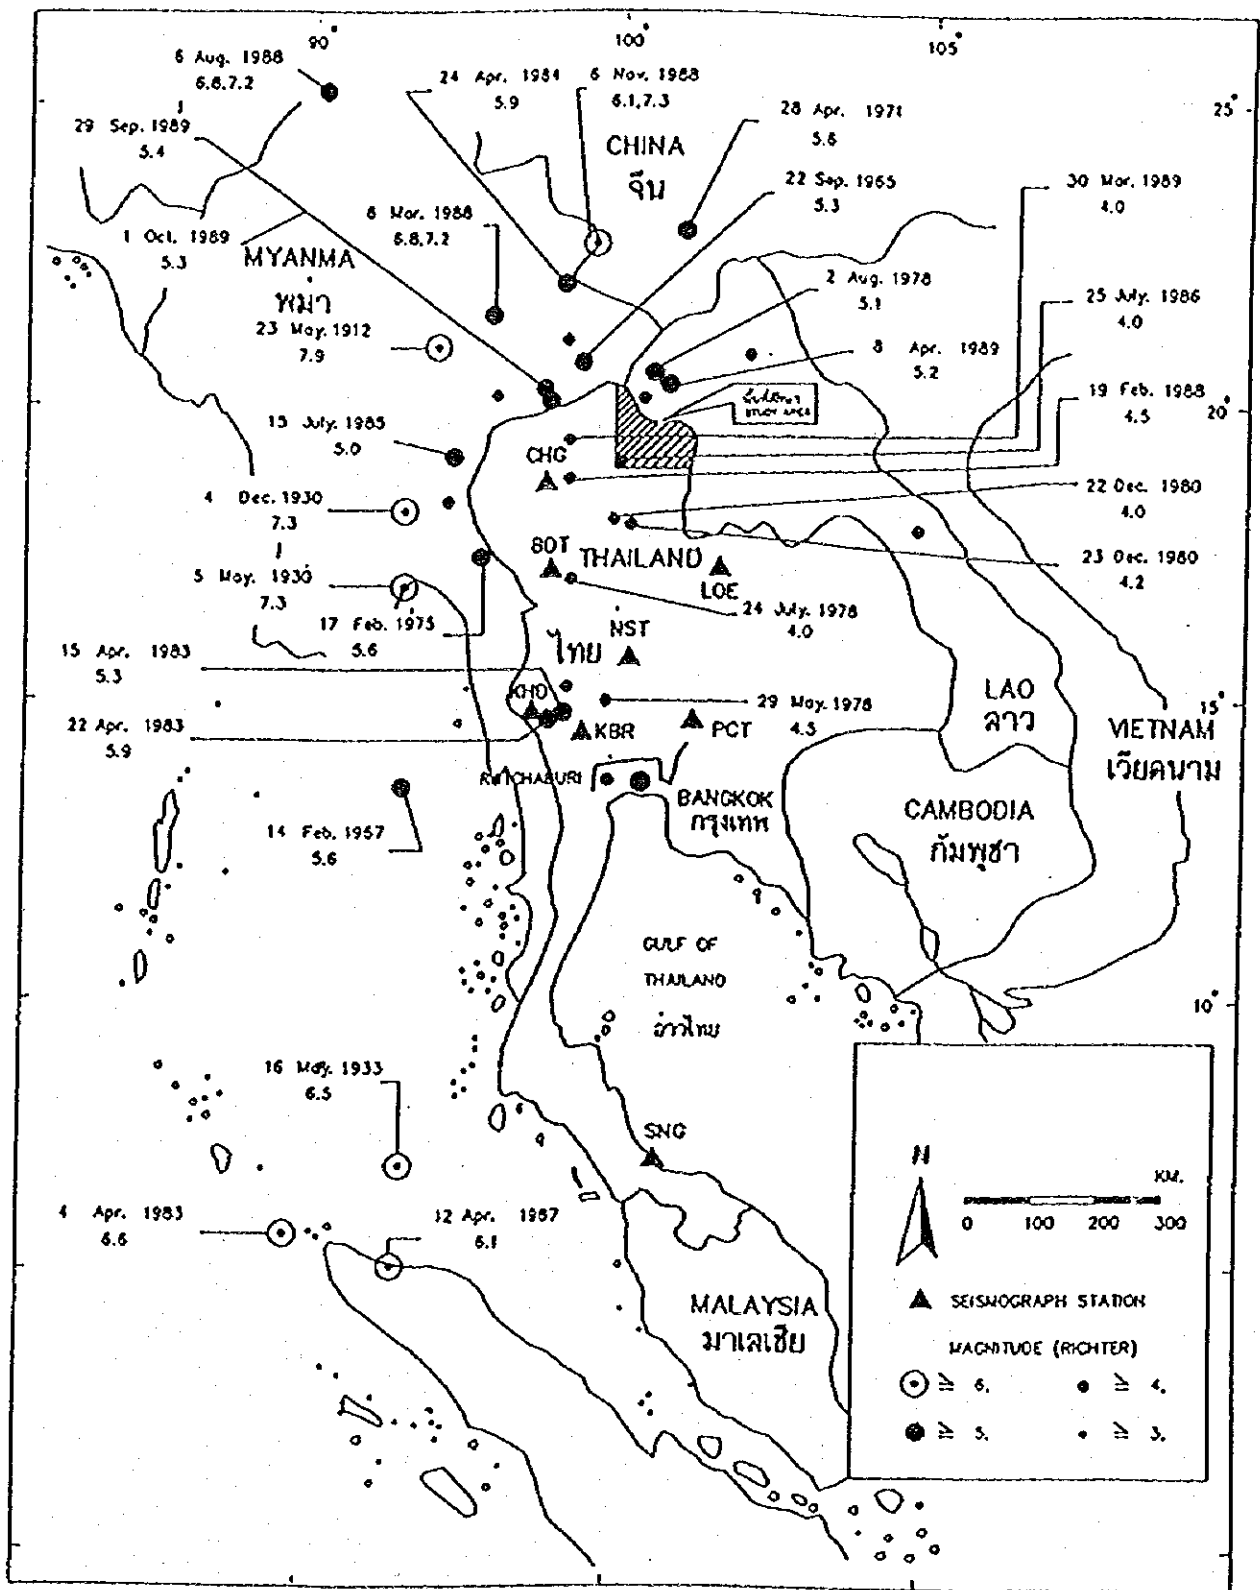 90°
100°
105°
6 Aug. 1988
6.8,7.2
24 Apr. 1984
5.9
6 Nov. 1988
6.1,7.3
25°
29 Sep. 1989
5.4
28 Apr. 1971
5.6
CHINA
จีน
22 Sep. 1965
5.3
30 Mar. 1989
4.0
1 Oct. 1989
5.3
6 Mar. 1988
6.8,7.2
MYANMA
พม่า
2 Aug. 1978
5.1
25 July. 1986
4.0
23 May. 1912
7.9
8 Apr. 1989
5.2
STUDY AREA
19 Feb. 1988
4.5
20°
15 July. 1985
5.0
CHG
4 Dec. 1930
7.3
22 Dec. 1980
4.0
BDT
THAILAND
LOE
23 Dec. 1980
4.2
5 May. 1930
7.3
24 July. 1978
4.0
17 Feb. 1975
5.6
NST
ไทย
15 Apr. 1983
5.3
KHO
29 May. 1978
4.5
LAO
ลาว
15°
22 Apr. 1983
5.9
KBR
PCT
VIETNAM
เวียดนาม
RATCHABURI
BANGKOK
กรุงเทพ
CAMBODIA
กัมพูชา
14 Feb. 1967
5.6
GULF OF
THAILAND
อ่าวไทย
10°
16 May. 1933
6.5
SNG
N
KM.
0 100 200 300
4 Apr. 1983
6.6
12 Apr. 1967
6.1
MALAYSIA
มาเลเซีย
SEISMOGRAPH STATION
MAGNITUDE (RICHTER)
≧ 6. ≧ 4.
≧ 5. ≧ 3.